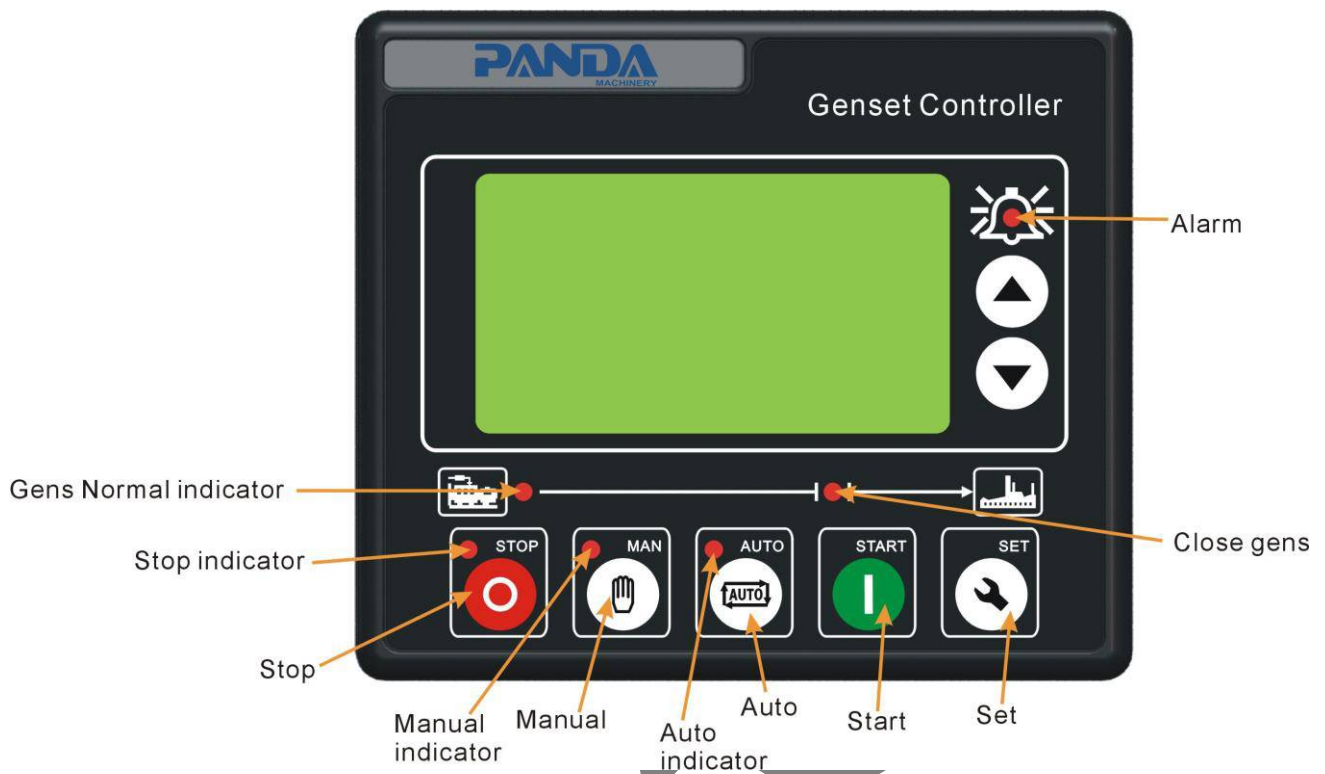 PANDA
MACHINERY
Genset Controller
Alarm
Gens Normal indicator
Close gens
Stop indicator
STOP
MAN
AUTO
START
SET
AUTO
Stop
Manual
indicator
Manual
Auto
indicator
Auto
Start
Set